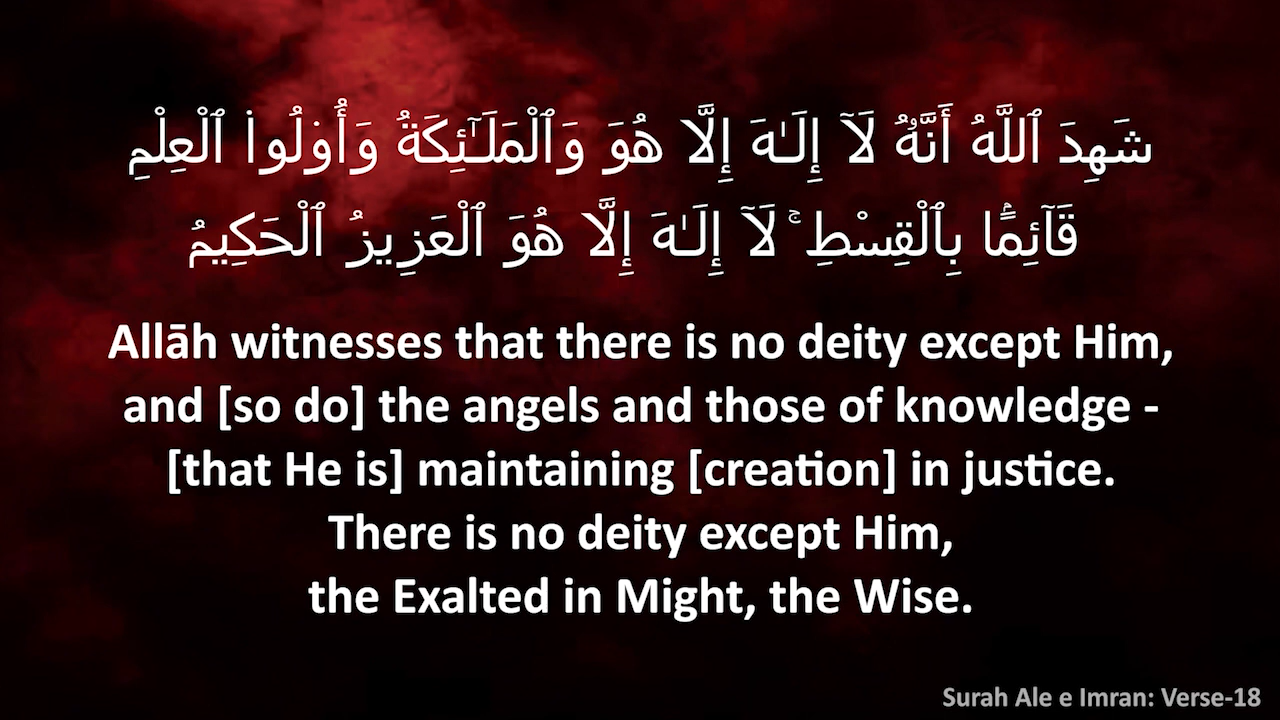 شَهِدَ ٱللَّهُ أَنَّهُۥ لَآ إِلَـٰهَ إِلَّا هُوَ وَٱلْمَلَـٰٓئِكَةُ وَأُو۟لُوا۟ ٱلْعِلْمِ
قَآئِمًۢا بِٱلْقِسْطِ ۚ لَآ إِلَـٰهَ إِلَّا هُوَ ٱلْعَزِيزُ ٱلْحَكِيمُ
Allāh witnesses that there is no deity except Him,
and [so do] the angels and those of knowledge -
[that He is] maintaining [creation] in justice.
There is no deity except Him,
the Exalted in Might, the Wise.
Surah Ale e Imran: Verse-18